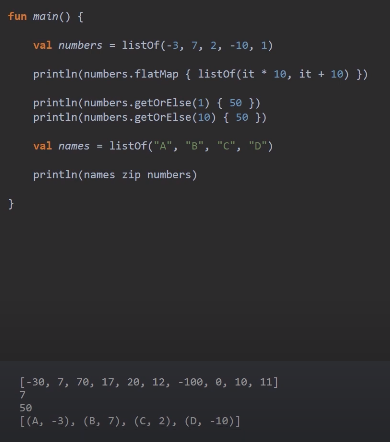 fun main() {
val numbers = listOf(-3, 7, 2, -10, 1)
println(numbers.flatMap { listOf(it * 10, it + 10) })
println(numbers.getOrElse(1) { 50 })
println(numbers.getOrElse(10) { 50 })
val names = listOf("A", "B", "C", "D")
println(names zip numbers)
}
[-30, 7, 70, 17, 20, 12, -100, 0, 10, 11]
7
50
[(A, -3), (B, 7), (C, 2), (D, -10)]